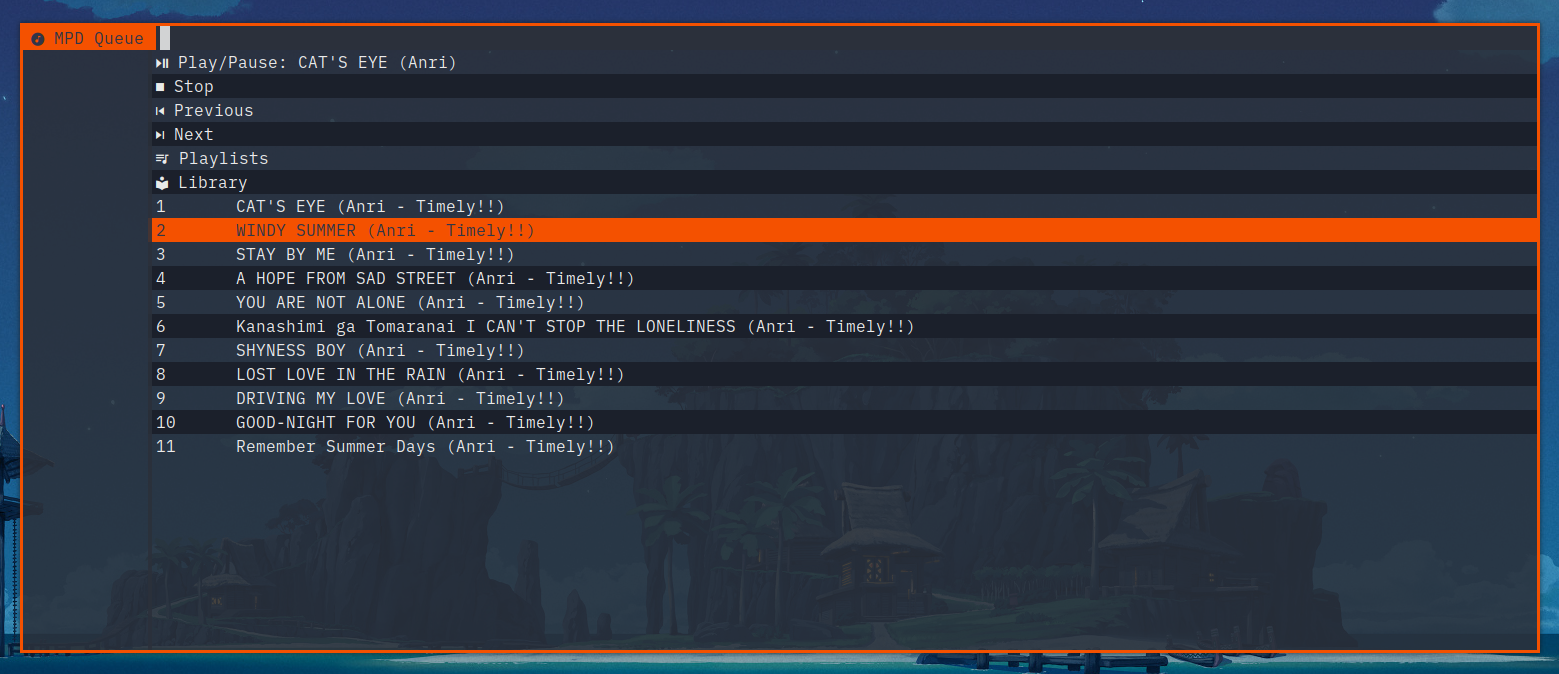 MPD Queue
Play/Pause: CAT'S EYE (Anri)
Stop
Previous
Next
Playlists
Library
1 CAT'S EYE (Anri - Timely!!)
2 WINDY SUMMER (Anri - Timely!!)
3 STAY BY ME (Anri - Timely!!)
4 A HOPE FROM SAD STREET (Anri - Timely!!)
5 YOU ARE NOT ALONE (Anri - Timely!!)
6 Kanashimi ga Tomaranai I CAN'T STOP THE LONELINESS (Anri - Timely!!)
7 SHYNESS BOY (Anri - Timely!!)
8 LOST LOVE IN THE RAIN (Anri - Timely!!)
9 DRIVING MY LOVE (Anri - Timely!!)
10 GOOD-NIGHT FOR YOU (Anri - Timely!!)
11 Remember Summer Days (Anri - Timely!!)